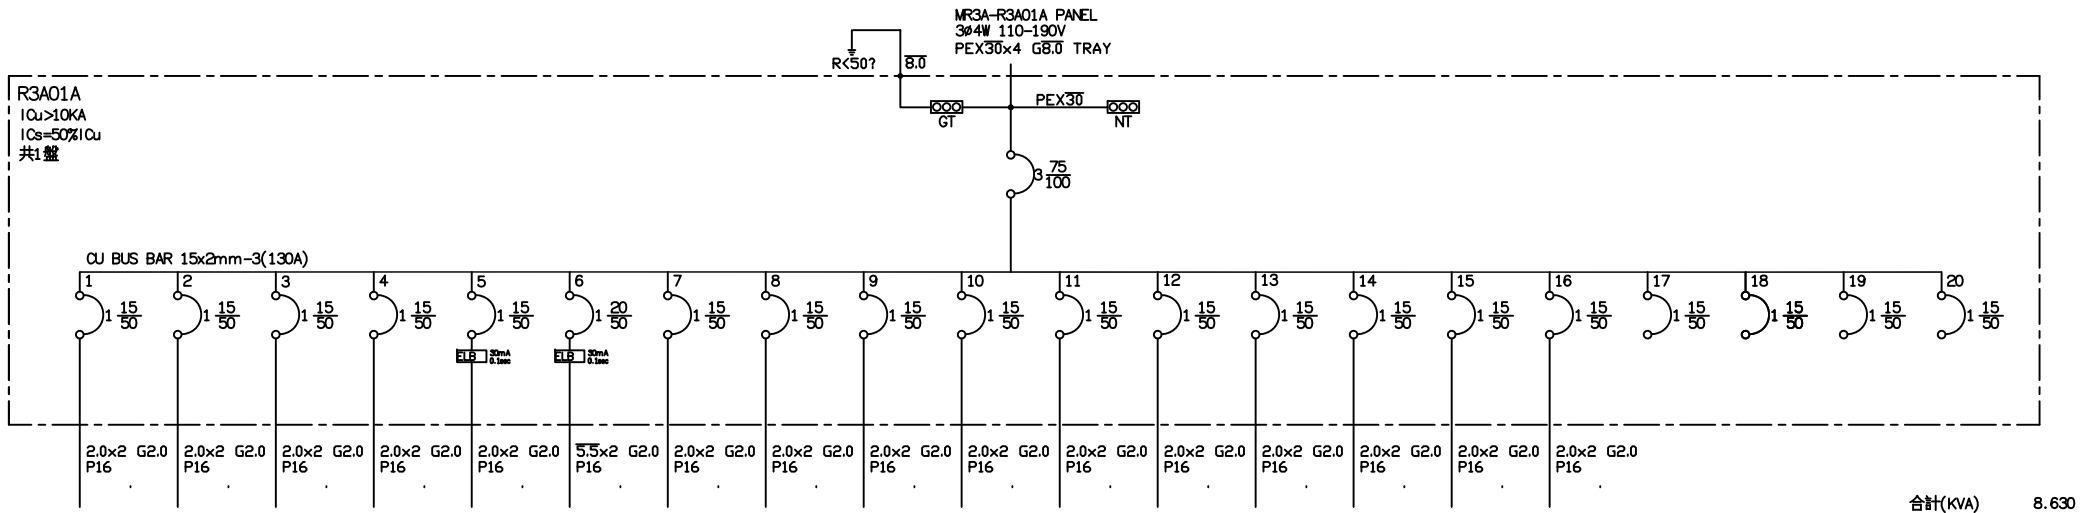 MR3A-R3A01A PANEL
3ø4W 110-190V
PEX30x4 G8.0 TRAY
R<50?
8.0
R3A01A
ICu>10KA
ICs=50%ICu
共1盤
GT
PEX30
NT
3 75
100
CU BUS BAR 15x2mm-3(130A)
1 2 3 4 5 6 7 8 9 10 11 12 13 14 15 16 17 18 19 20
1 15 1 15 1 15 1 15 1 15 1 20 1 15 1 15 1 15 1 15 1 15 1 15 1 15 1 15 1 15 1 15 1 15 1 15 1 15 1 15
50 50 50 50 50 50 50 50 50 50 50 50 50 50 50 50 50 50 50 50
ELB 30mA ELB 30mA
0.1sec 0.1sec
2.0x2 G2.0 2.0x2 G2.0 2.0x2 G2.0 2.0x2 G2.0 2.0x2 G2.0 5.5x2 G2.0 2.0x2 G2.0 2.0x2 G2.0 2.0x2 G2.0 2.0x2 G2.0 2.0x2 G2.0 2.0x2 G2.0 2.0x2 G2.0 2.0x2 G2.0 2.0x2 G2.0 2.0x2 G2.0
P16 P16 P16 P16 P16 P16 P16 P16 P16 P16 P16 P16 P16 P16 P16 P16
合計(KVA) 8.630